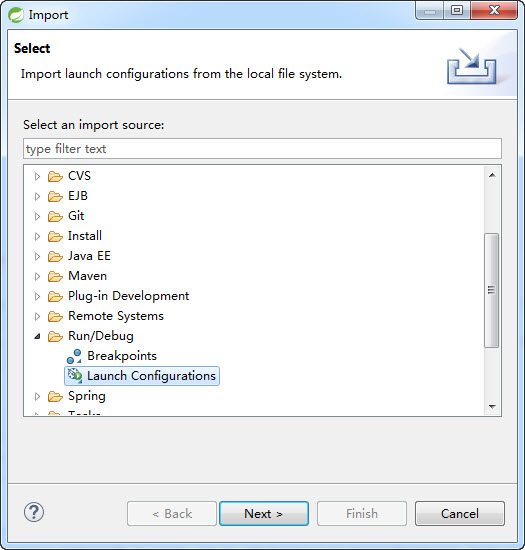 Import
Select
Import launch configurations from the local file system.
Select an import source:
type filter text
CVS
EJB
Git
Install
Java EE
Maven
Plug-in Development
Remote Systems
Run/Debug
Breakpoints
Launch Configurations
Spring
Tasks
? < Back Next > Finish Cancel